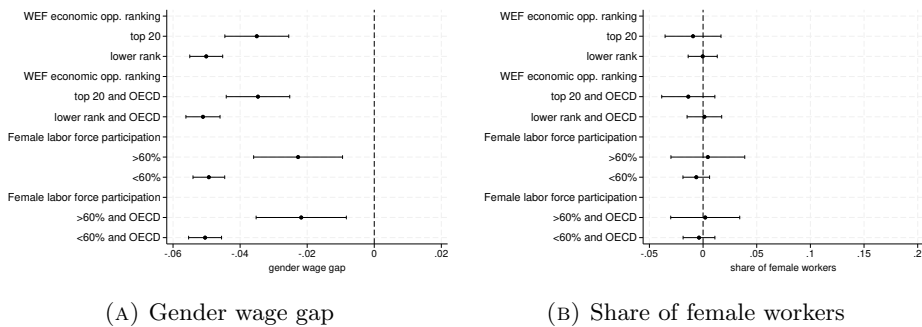 WEF economic opp. ranking
top 20
lower rank
WEF economic opp. ranking
top 20 and OECD
lower rank and OECD
Female labor force participation
>60%
<60%
Female labor force participation
>60% and OECD
<60% and OECD
-.06 -.04 -.02 0 .02
gender wage gap
(A) Gender wage gap
WEF economic opp. ranking
top 20
lower rank
WEF economic opp. ranking
top 20 and OECD
lower rank and OECD
Female labor force participation
>60%
<60%
Female labor force participation
>60% and OECD
<60% and OECD
-.05 0 .05 .1 .15 .2
share of female workers
(B) Share of female workers